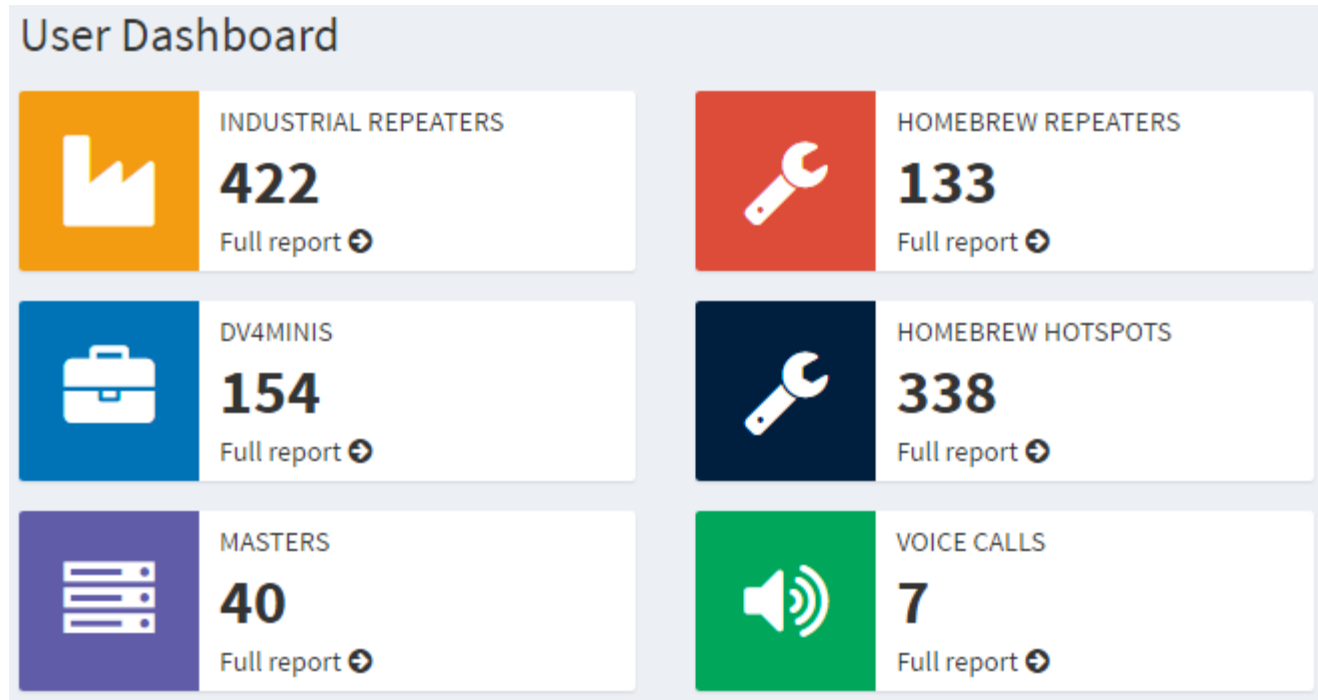 User Dashboard
INDUSTRIAL REPEATERS
422
Full report
HOMEBREW REPEATERS
133
Full report
DV4MINIS
154
Full report
HOMEBREW HOTSPOTS
338
Full report
MASTERS
40
Full report
VOICE CALLS
7
Full report